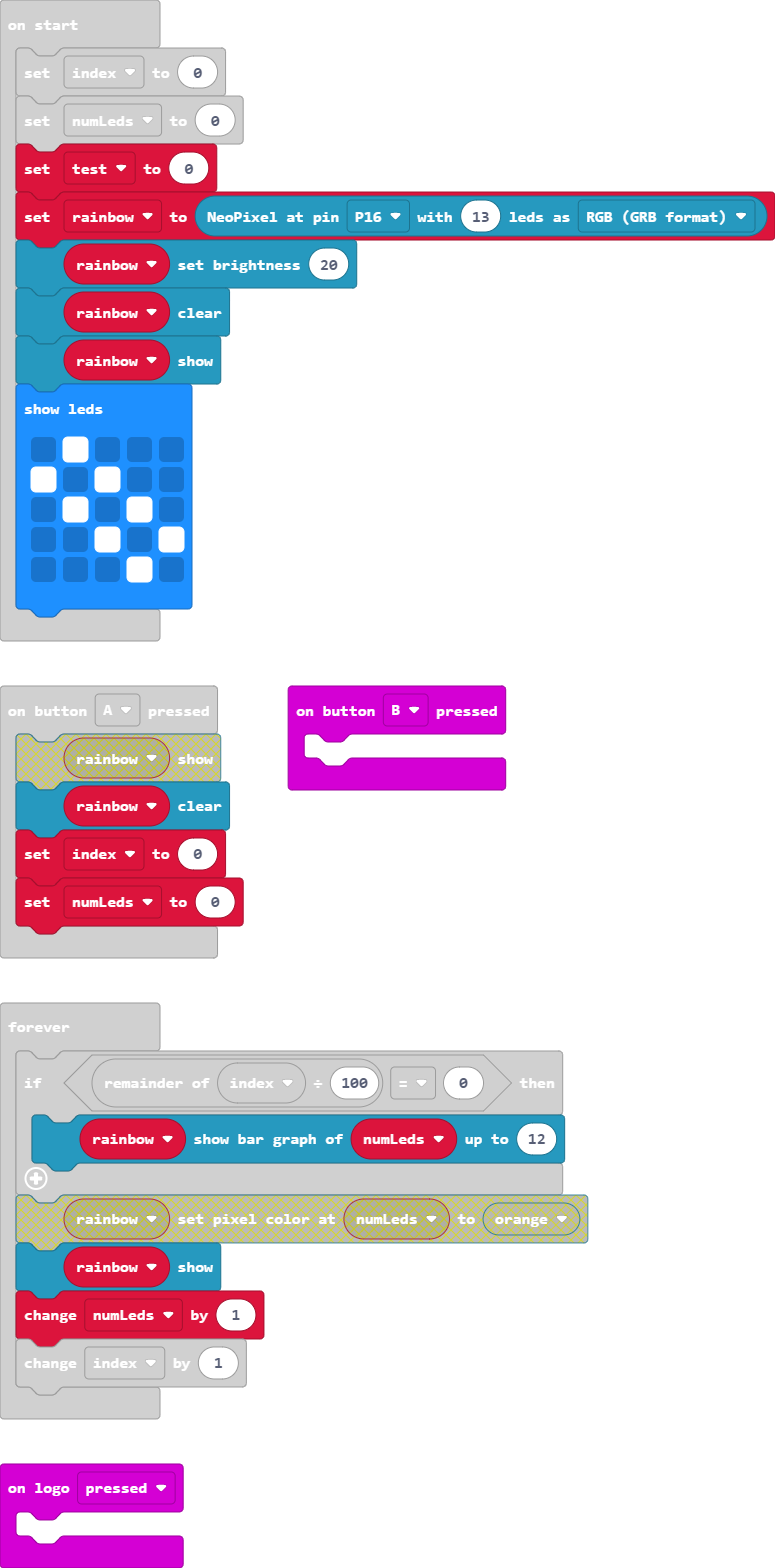 on start
set index to 0
set numLeds to 0
set test to 0
set rainbow to NeoPixel at pin P16 with 13 leds as RGB (GRB format)
rainbow set brightness 20
rainbow clear
rainbow show
show leds
on button A pressed
rainbow show
rainbow clear
set index to 0
set numLeds to 0
on button B pressed
forever
if remainder of index ÷ 100 = 0 then
rainbow show bar graph of numLeds up to 12
rainbow set pixel color at numLeds to orange
rainbow show
change numLeds by 1
change index by 1
on logo pressed